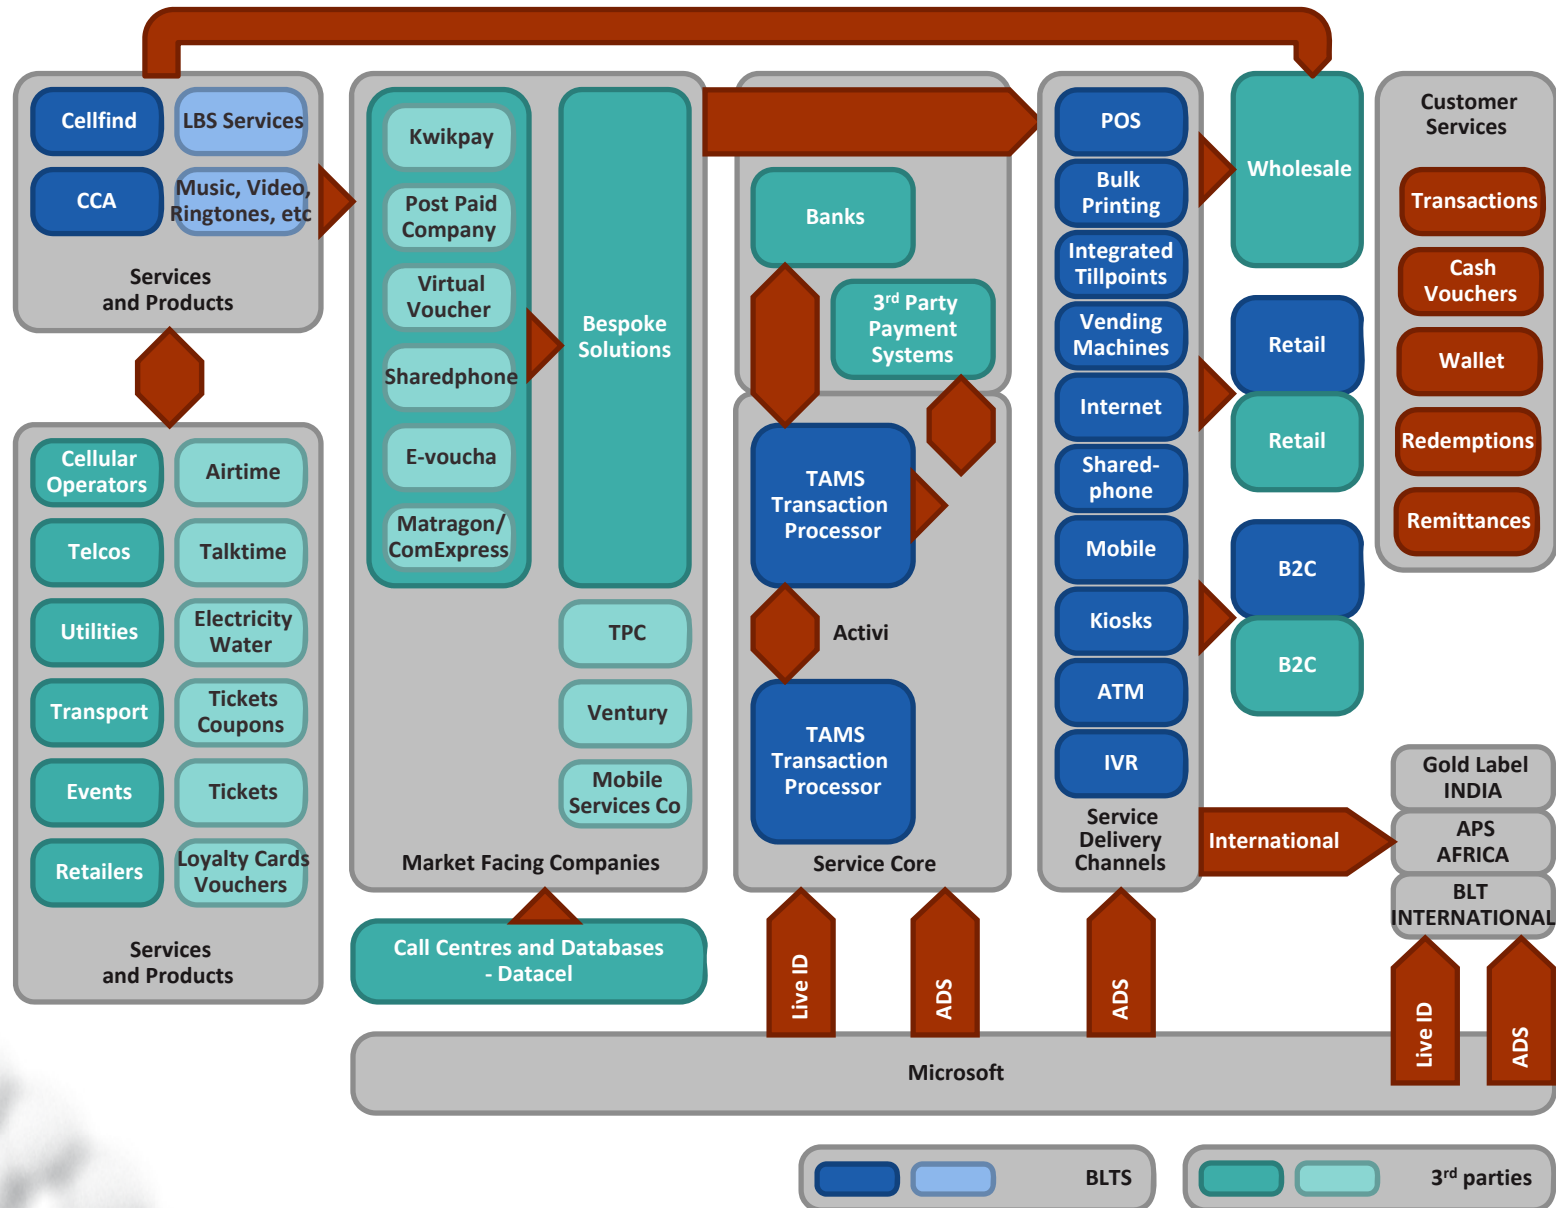 Cellfind
LBS Services
CCA
Music, Video,
Ringtones, etc
Services
and Products
Cellular
Operators
Airtime
Telcos
Talktime
Utilities
Electricity
Water
Transport
Tickets
Coupons
Events
Tickets
Retailers
Loyalty Cards
Vouchers
Services
and Products
Kwikpay
Post Paid
Company
Virtual
Voucher
Sharedphone
E-voucha
Matragon/
ComExpress
Bespoke
Solutions
TPC
Ventury
Mobile
Services Co
Market Facing Companies
Call Centres and Databases
- Datacel
Banks
3rd Party
Payment
Systems
TAMS
Transaction
Processor
Activi
TAMS
Transaction
Processor
Service Core
POS
Bulk
Printing
Integrated
Tillpoints
Vending
Machines
Internet
Shared-
phone
Mobile
Kiosks
ATM
IVR
Service
Delivery
Channels
Wholesale
Retail
Retail
B2C
B2C
Customer
Services
Transactions
Cash
Vouchers
Wallet
Redemptions
Remittances
International
Gold Label
INDIA
APS
AFRICA
BLT
INTERNATIONAL
Live ID
ADS
ADS
Live ID
ADS
Microsoft
BLTS
3rd parties